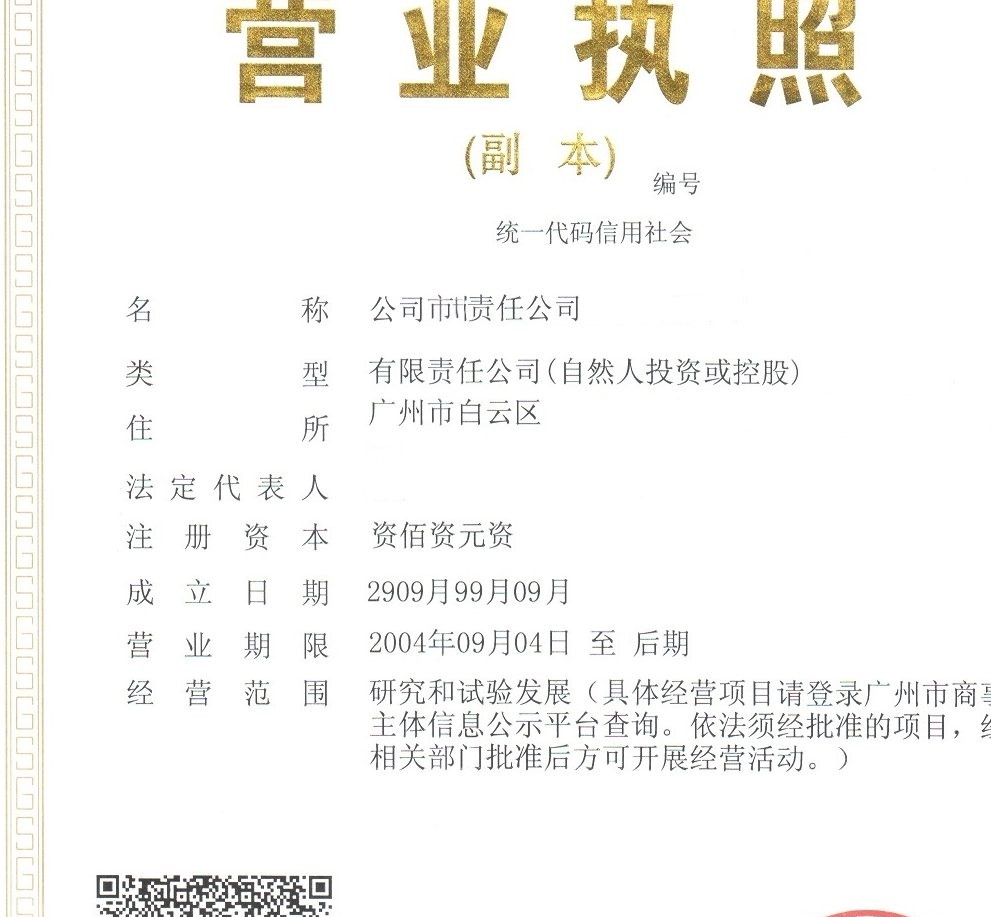 营业执照
(副 本)
编号
统一代码信用社会
名 称 公司市 责任公司
类 型 有限责任公司(自然人投资或控股)
住 所 广州市白云区
法定代表人
注册资本 资佰资元资
成立日期 2909月99月09月
营业期限 2004年09月04日 至 后期
经营范围 研究和试验发展（具体经营项目请登录广州市商事
主体信息公示平台查询。依法须经批准的项目，经
相关部门批准后方可开展经营活动。）